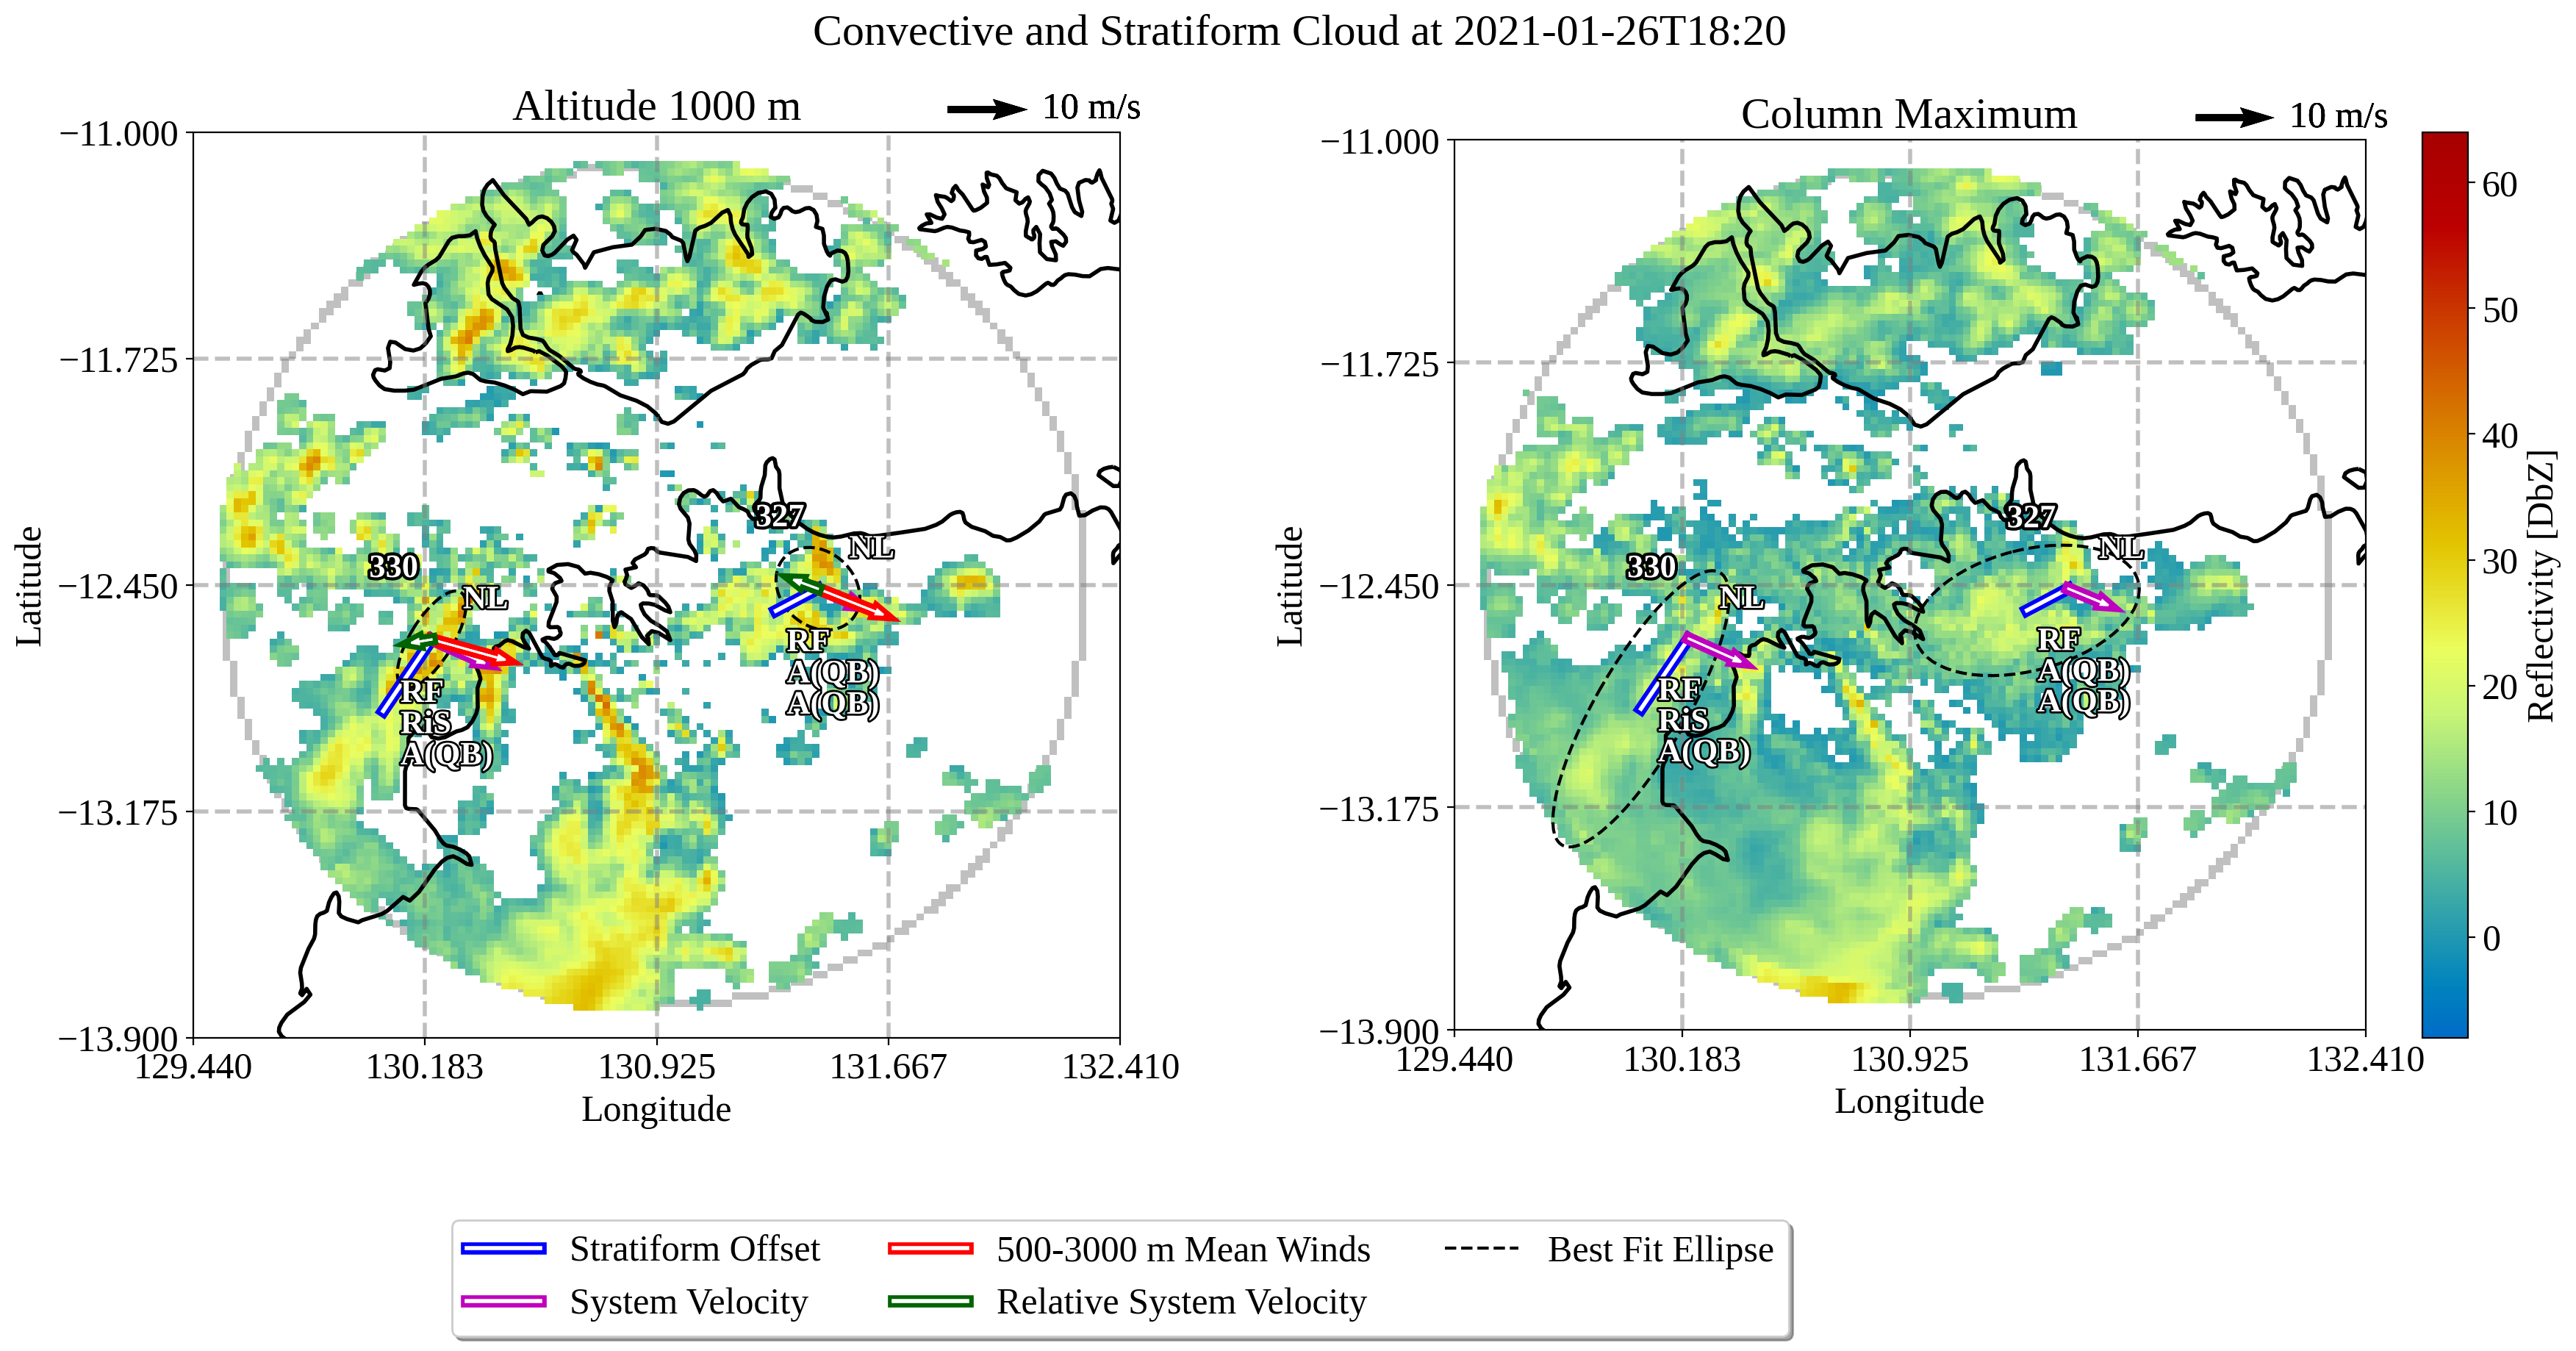 Convective and Stratiform Cloud at 2021-01-26T18:20
Altitude 1000 m
10 m/s
−11.000
−11.725
−12.450
−13.175
−13.900
Latitude
129.440
130.183
130.925
131.667
132.410
Longitude
327
NL
RF
A(QB)
A(QB)
330
NL
RF
RiS
A(QB)
Column Maximum
10 m/s
−11.000
−11.725
−12.450
−13.175
−13.900
Latitude
129.440
130.183
130.925
131.667
132.410
Longitude
327
NL
RF
A(QB)
A(QB)
330
NL
RF
RiS
A(QB)
60
50
40
30
20
10
0
Reflectivity [DbZ]
Stratiform Offset
System Velocity
500-3000 m Mean Winds
Relative System Velocity
Best Fit Ellipse